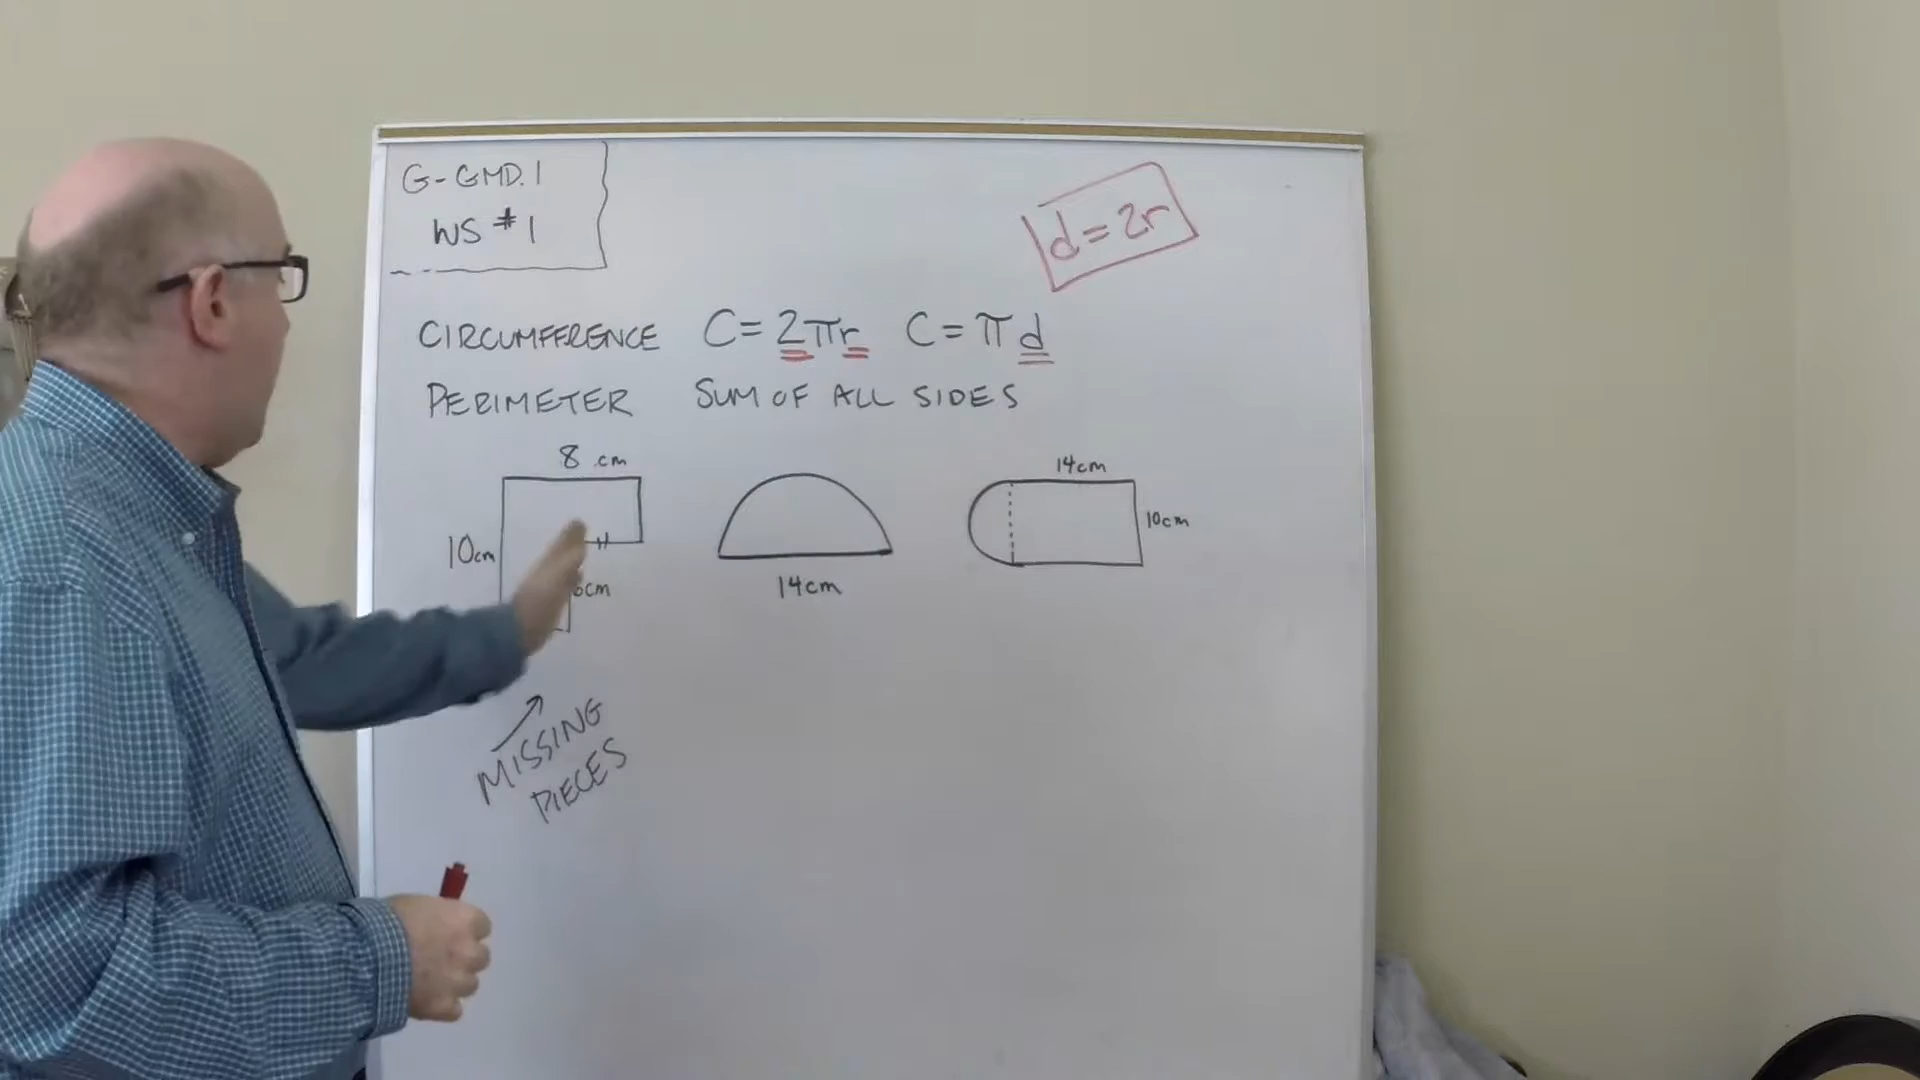 G-GMD.1
WS #1
d=2r
CIRCUMFERENCE C=2πr C=πd
PERIMETER SUM OF ALL SIDES
8 cm
14cm
10cm
10cm
6cm
14cm
MISSING
PIECES